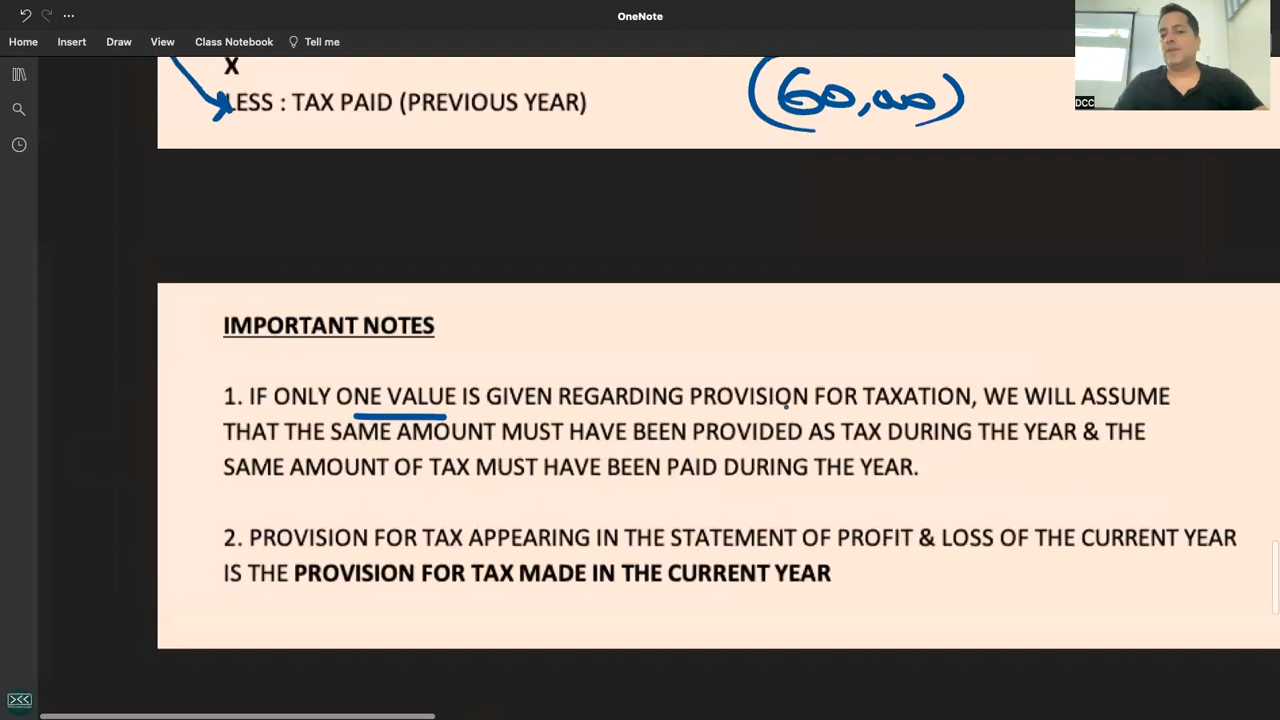 OneNote
Home Insert Draw View Class Notebook Tell me
X
LESS : TAX PAID (PREVIOUS YEAR) (60,000)
DCC
IMPORTANT NOTES
1. IF ONLY ONE VALUE IS GIVEN REGARDING PROVISION FOR TAXATION, WE WILL ASSUME
THAT THE SAME AMOUNT MUST HAVE BEEN PROVIDED AS TAX DURING THE YEAR & THE
SAME AMOUNT OF TAX MUST HAVE BEEN PAID DURING THE YEAR.
2. PROVISION FOR TAX APPEARING IN THE STATEMENT OF PROFIT & LOSS OF THE CURRENT YEAR
IS THE PROVISION FOR TAX MADE IN THE CURRENT YEAR